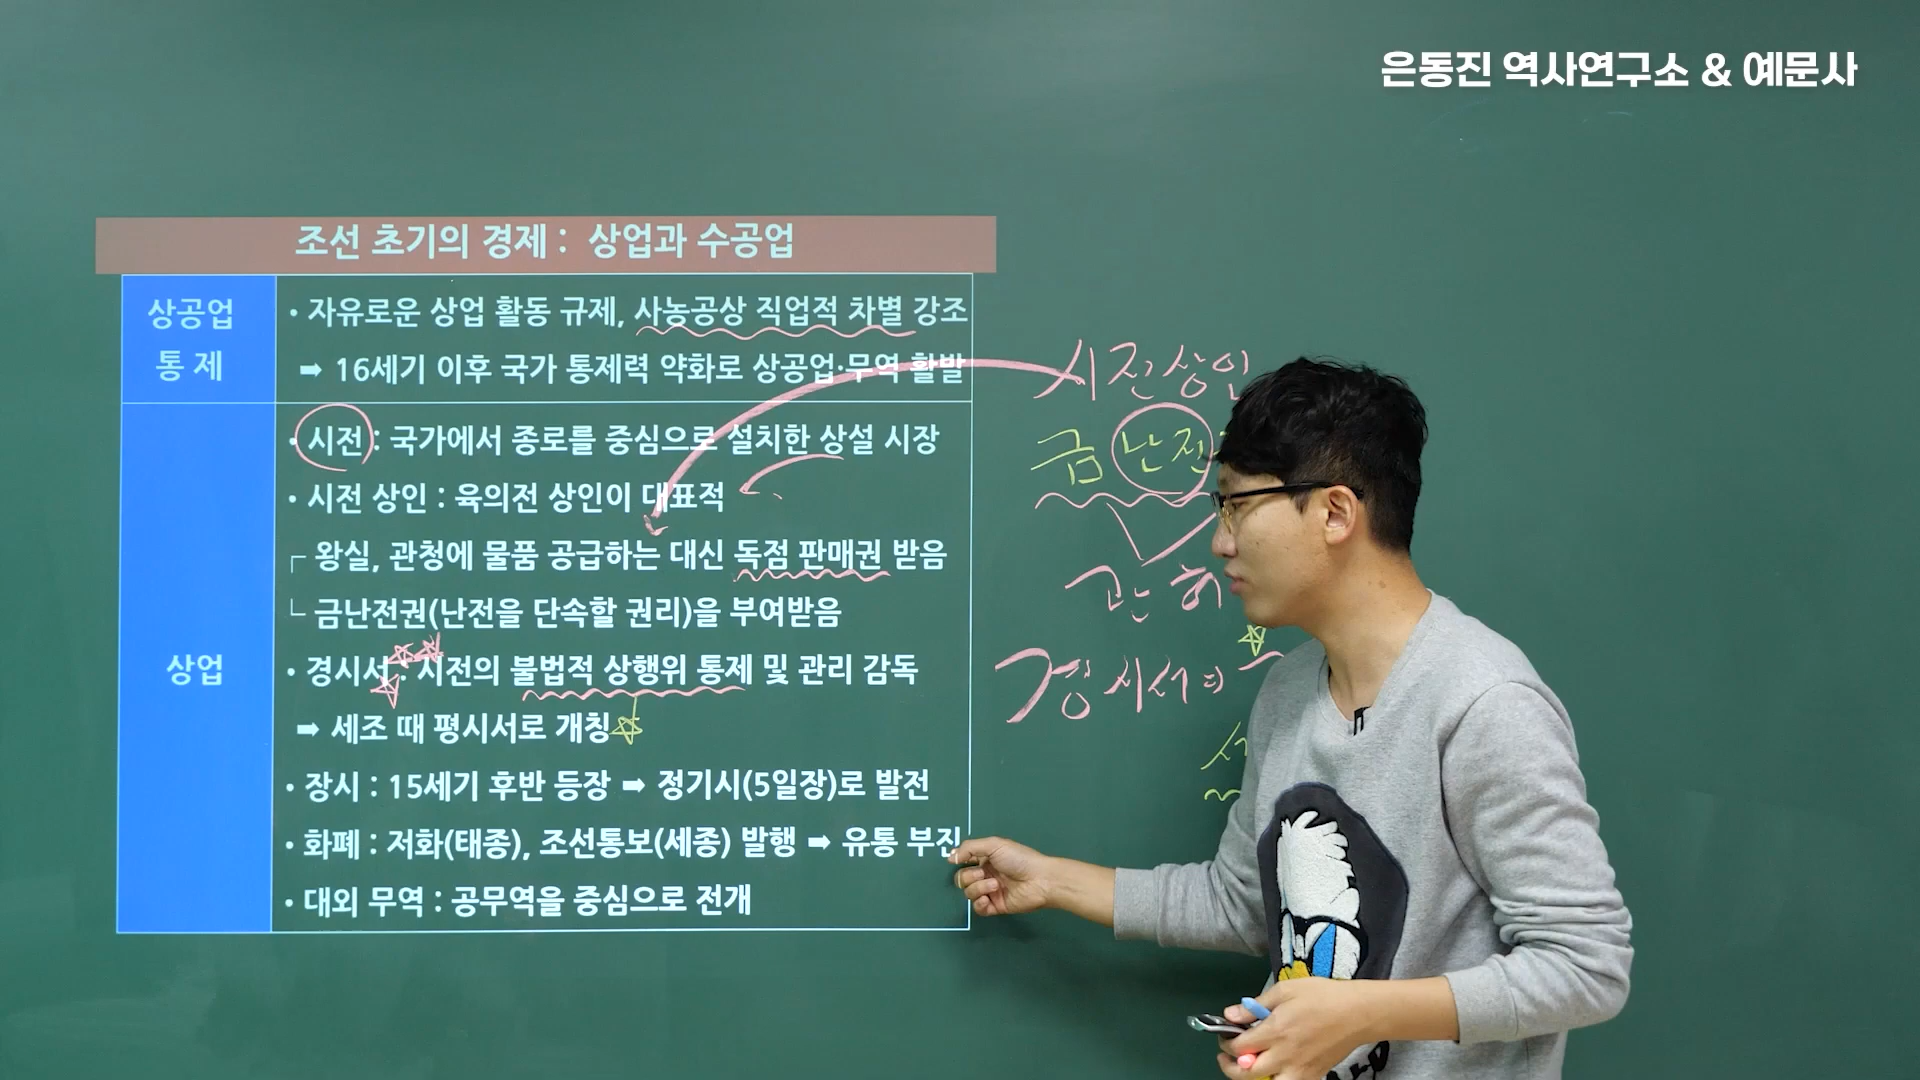 은동진 역사연구소 & 예문사
조선 초기의 경제 : 상업과 수공업
상공업
통 제
• 자유로운 상업 활동 규제, 사농공상 직업적 차별 강조
➡ 16세기 이후 국가 통제력 약화로 상공업·무역 활발
상업
• 시전 : 국가에서 종로를 중심으로 설치한 상설 시장
• 시전 상인 : 육의전 상인이 대표적
┌ 왕실, 관청에 물품 공급하는 대신 독점 판매권 받음
└ 금난전권(난전을 단속할 권리)을 부여받음
• 경시서 : 시전의 불법적 상행위 통제 및 관리 감독
➡ 세조 때 평시서로 개칭
• 장시 : 15세기 후반 등장 ➡ 정기시(5일장)로 발전
• 화폐 : 저화(태종), 조선통보(세종) 발행 ➡ 유통 부진
• 대외 무역 : 공무역을 중심으로 전개
시전상인
금난전
관허
경시서